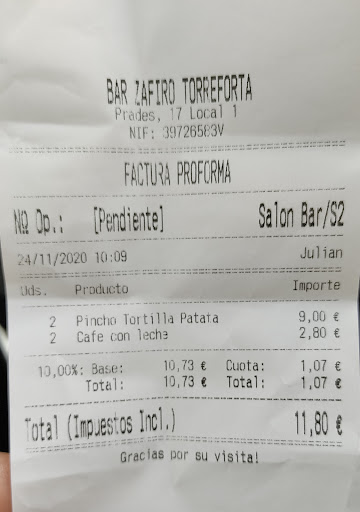 BAR ZAFIRO TORREFORTA
Prades, 17 Local 1
NIF: 39726583V
FACTURA PROFORMA
Nº Op.: [Pendiente] Salon Bar/S2
24/11/2020 10:09 Julian
Uds. Producto Importe
2 Pincho Tortilla Patata 9,00 €
2 Cafe con leche 2,80 €
10,00%: Base: 10,73 € Cuota: 1,07 €
Total: 10,73 € Total: 1,07 €
Total (Impuestos Incl.) 11,80 €
Gracias por su visita!